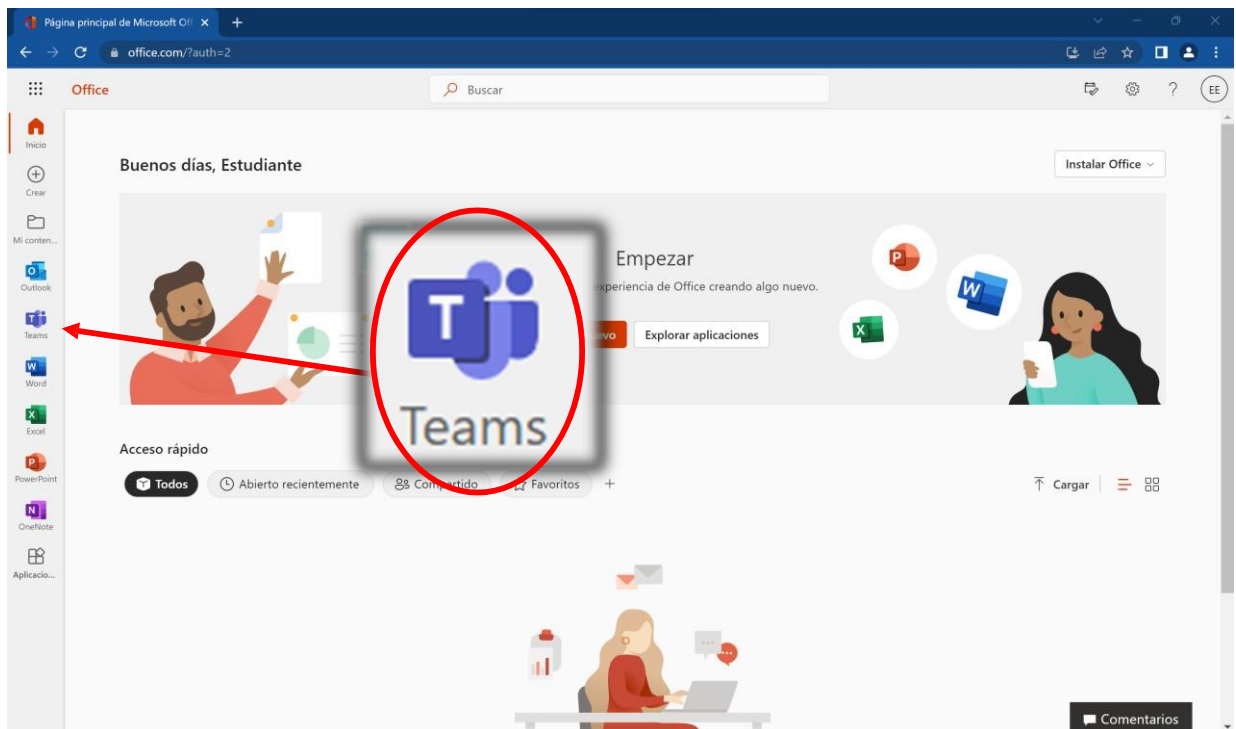 Página principal de Microsoft Off
office.com/?auth=2
Office
Buscar
EE
Inicio
Buenos días, Estudiante
Instalar Office
Crear
Mi conten...
Empezar
experiencia de Office creando algo nuevo.
Outlook
Teams
Explorar aplicaciones
Word
Teams
Excel
Acceso rápido
PowerPoint
Todos
Abierto recientemente
Compartido
Favoritos
Cargar
OneNote
Aplicacio...
Comentarios